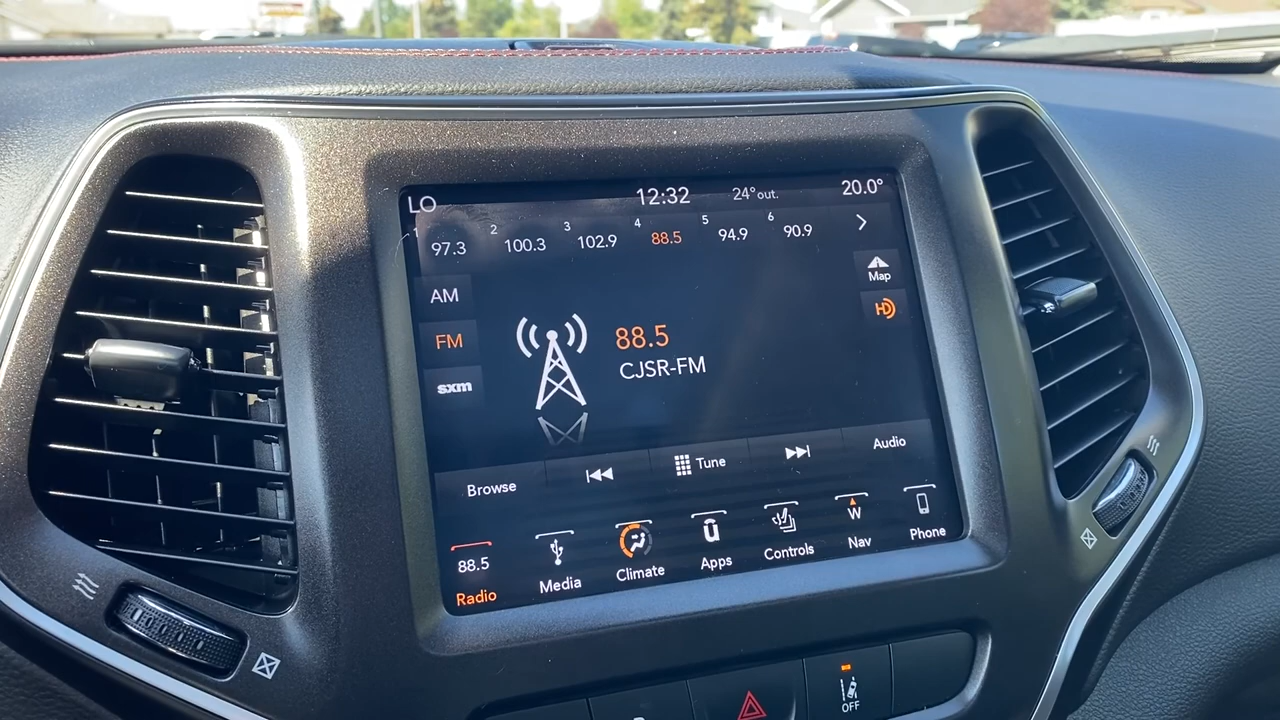 LO 12:32 24° out. 20.0°
1 97.3 2 100.3 3 102.9 4 88.5 5 94.9 6 90.9
Map
AM
HD
FM
88.5
CJSR-FM
sxm
Browse Tune Audio
88.5 W
Radio Media Climate Apps Controls Nav Phone
OFF